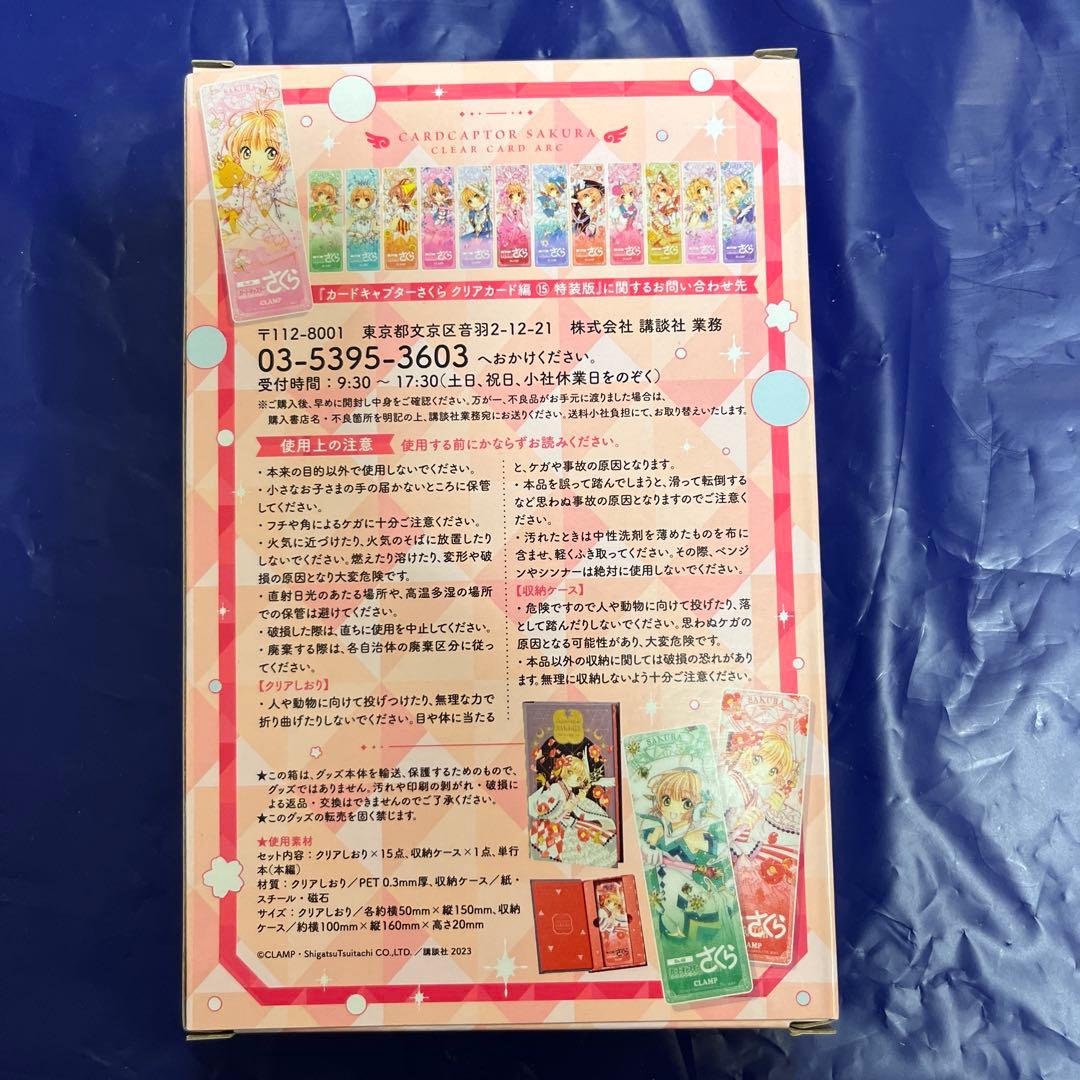 SAKURA
CARDCAPTOR SAKURA
CLEAR CARD ARC
さくら
CLAMP
『カードキャプターさくら クリアカード編 ⑮ 特装版』に関するお問い合わせ先
〒112-8001 東京都文京区音羽2-12-21 株式会社 講談社 業務
03-5395-3603 へおかけください。
受付時間：9:30 ～ 17:30(土日、祝日、小社休業日をのぞく)
※ご購入後、早めに開封し中身をご確認ください。万が一、不良品がお手元に渡りました場合は、
購入書店名・不良箇所を明記の上、講談社業務宛にお送りください。送料小社負担にて、お取り替えいたします。
使用上の注意 使用する前にかならずお読みください。
・本来の目的以外で使用しないでください。
・小さなお子さまの手の届かないところに保管
してください。
・フチや角によるケガに十分ご注意ください。
・火気に近づけたり、火気のそばに放置したり
しないでください。燃えたり溶けたり、変形や破
損の原因となり大変危険です。
・直射日光のあたる場所や、高温多湿の場所
での保管は避けてください。
・破損した際は、直ちに使用を中止してください。
・廃棄する際は、各自治体の廃棄区分に従っ
てください。
【クリアしおり】
・人や動物に向けて投げつけたり、無理な力で
折り曲げたりしないでください。目や体に当たる
と、ケガや事故の原因となります。
・本品を誤って踏んでしまうと、滑って転倒する
など思わぬ事故の原因となりますのでご注意く
ださい。
・汚れたときは中性洗剤を薄めたものを布に
含ませ、軽くふき取ってください。その際、ベンジ
ンやシンナーは絶対に使用しないでください。
【収納ケース】
・危険ですので人や動物に向けて投げたり、落
として踏んだりしないでください。思わぬケガの
原因となる可能性があり、大変危険です。
・本品以外の収納に関しては破損の恐れがあり
ます。無理に収納しないよう十分ご注意ください。
★この箱は、グッズ本体を輸送、保護するためのもので、
グッズではありません。汚れや印刷の剝がれ・破損に
よる返品・交換はできませんのでご了承ください。
★このグッズの転売を固く禁じます。
★使用素材
セット内容：クリアしおり×15点、収納ケース×1点、単行
本(本編)
材質：クリアしおり／PET 0.3mm厚、収納ケース／紙・
スチール・磁石
サイズ：クリアしおり／各約横50mm×縦150mm、収納
ケース／約横100mm×縦160mm×高さ20mm
©CLAMP・ShigatsuTsuitachi CO.,LTD.／講談社 2023
SAKURA
さくら
CLAMP
SAKURA
さくら
CLAMP